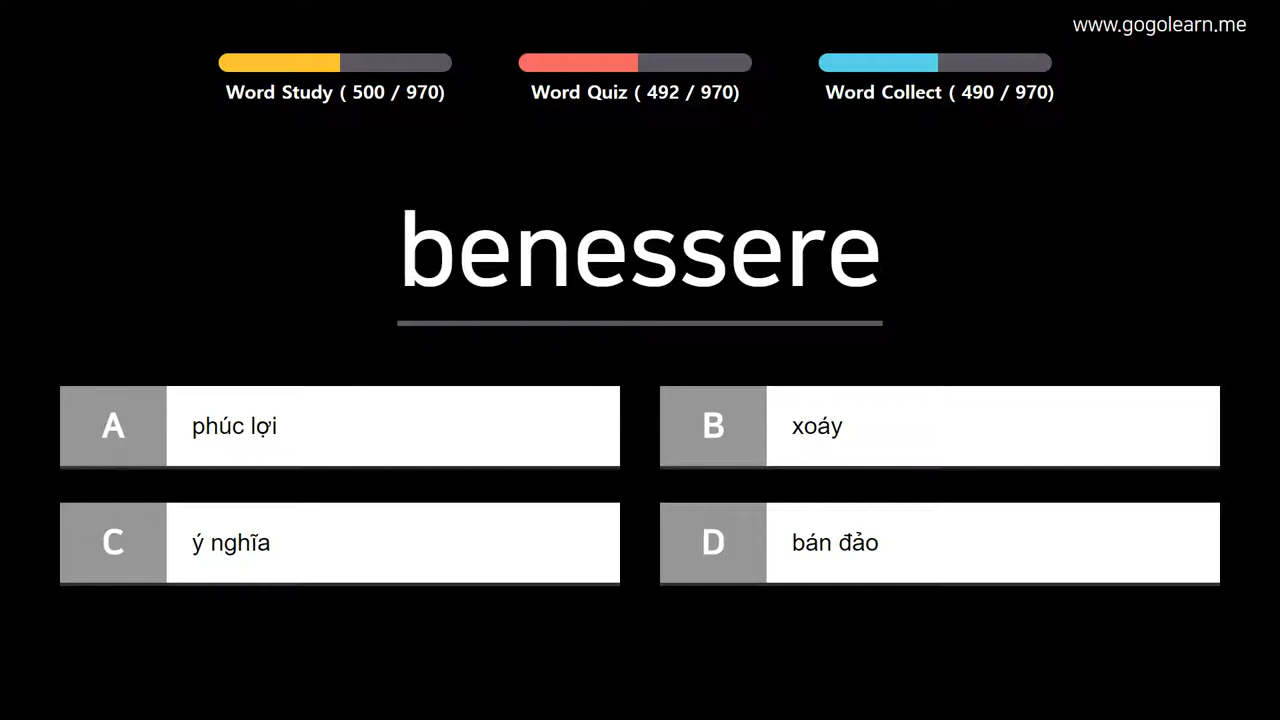 www.gogolearn.me
Word Study ( 500 / 970)
Word Quiz ( 492 / 970)
Word Collect ( 490 / 970)
benessere
A phúc lợi
B xoáy
C ý nghĩa
D bán đảo